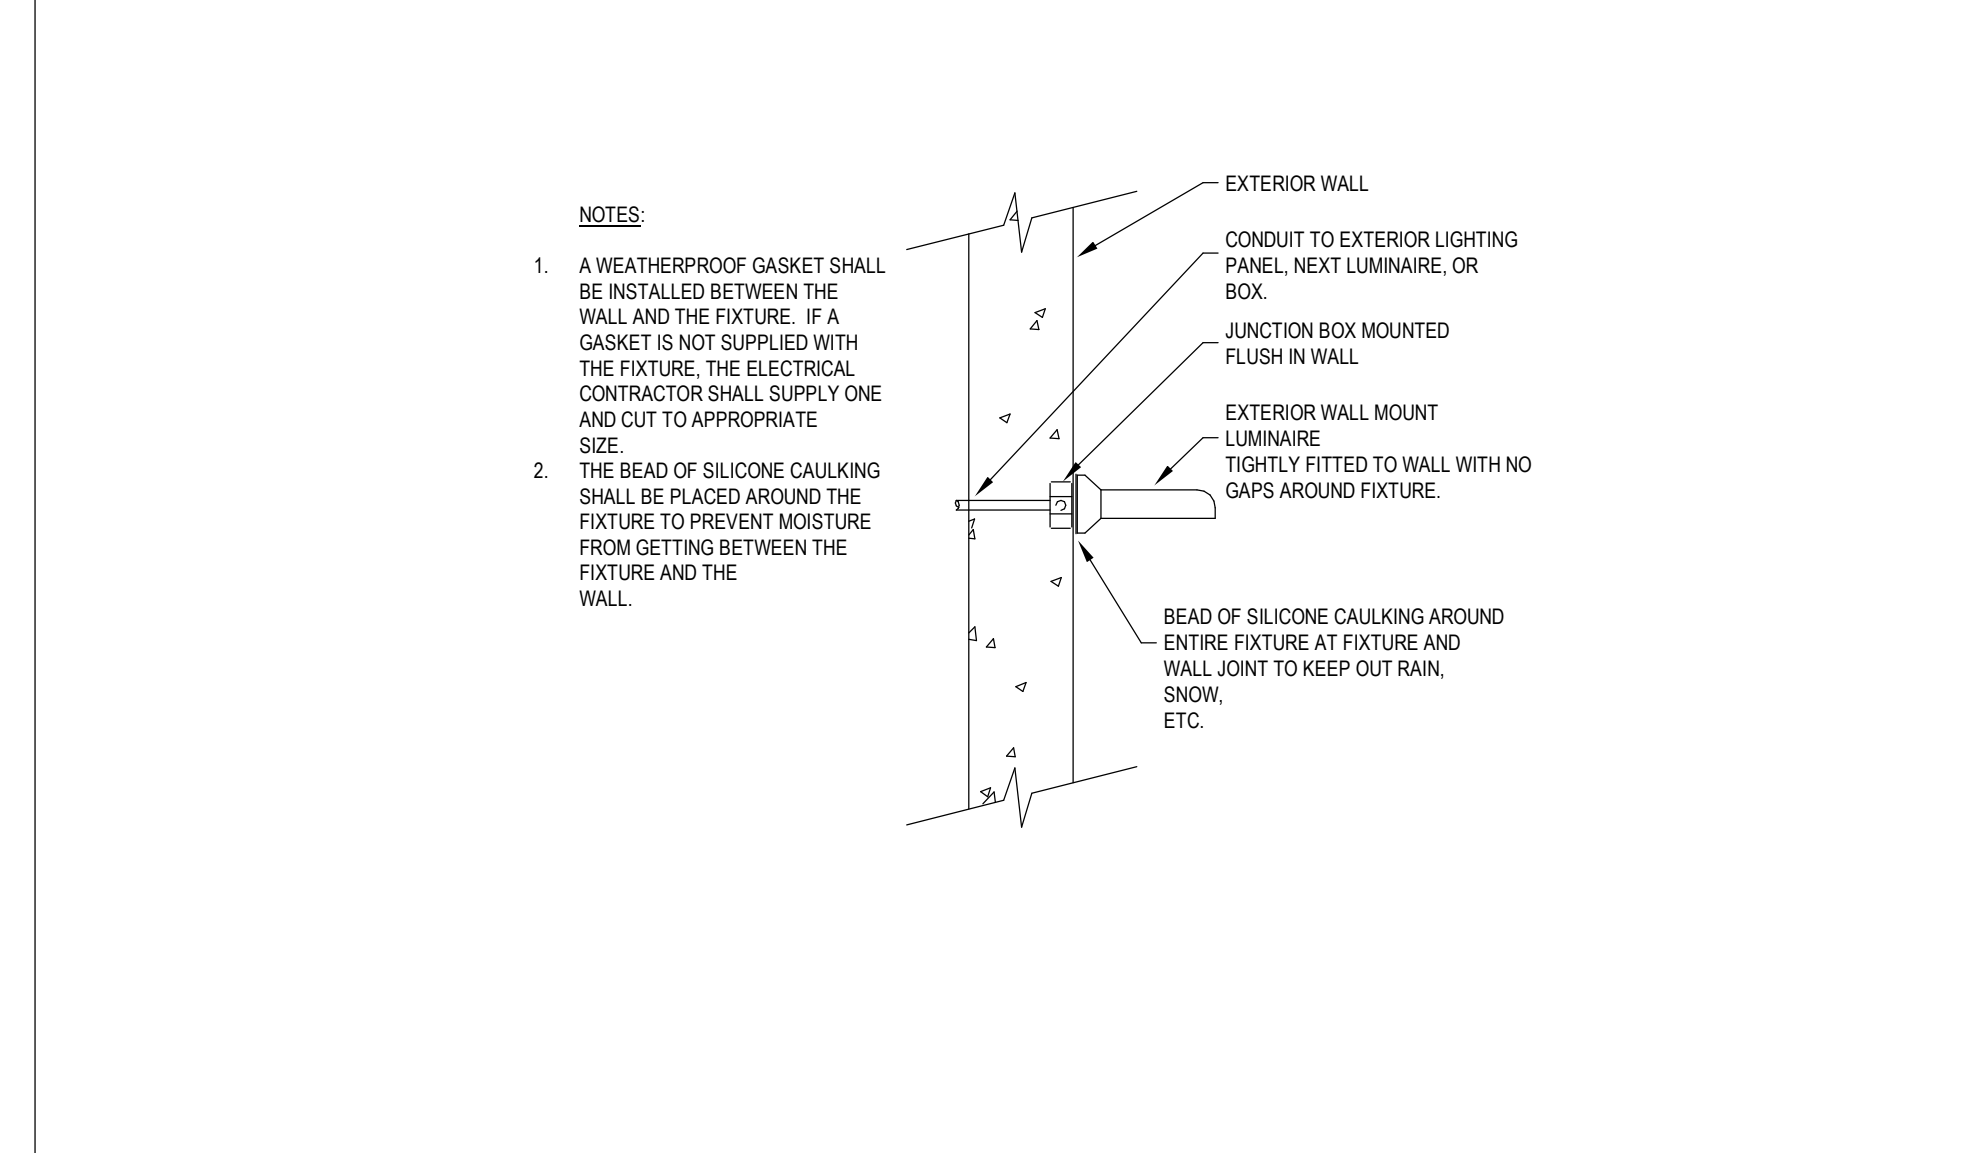 NOTES:
1. A WEATHERPROOF GASKET SHALL
BE INSTALLED BETWEEN THE
WALL AND THE FIXTURE.  IF A
GASKET IS NOT SUPPLIED WITH
THE FIXTURE, THE ELECTRICAL
CONTRACTOR SHALL SUPPLY ONE
AND CUT TO APPROPRIATE
SIZE.
2. THE BEAD OF SILICONE CAULKING
SHALL BE PLACED AROUND THE
FIXTURE TO PREVENT MOISTURE
FROM GETTING BETWEEN THE
FIXTURE AND THE
WALL.
EXTERIOR WALL
CONDUIT TO EXTERIOR LIGHTING
PANEL, NEXT LUMINAIRE, OR
BOX.
JUNCTION BOX MOUNTED
FLUSH IN WALL
EXTERIOR WALL MOUNT
LUMINAIRE
TIGHTLY FITTED TO WALL WITH NO
GAPS AROUND FIXTURE.
BEAD OF SILICONE CAULKING AROUND
ENTIRE FIXTURE AT FIXTURE AND
WALL JOINT TO KEEP OUT RAIN,
SNOW,
ETC.